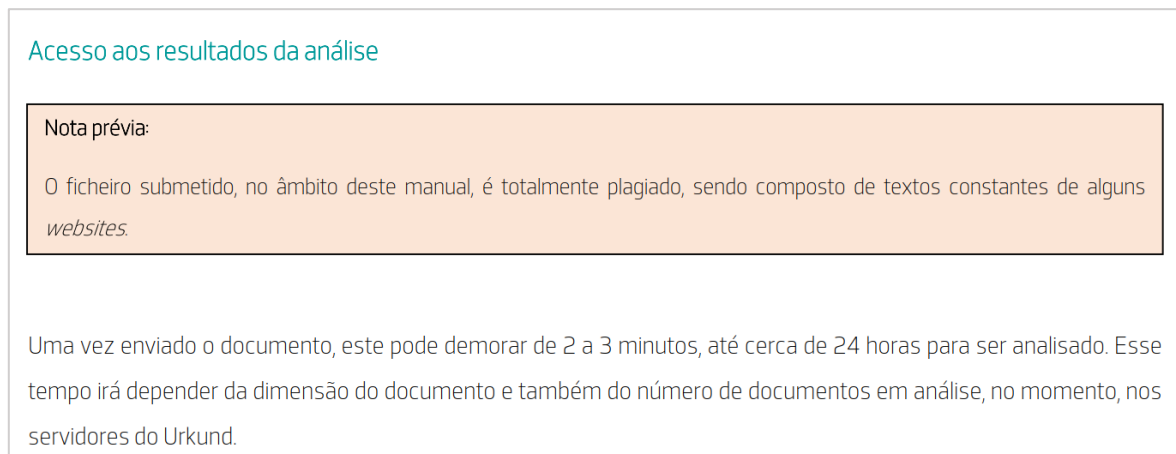 Acesso aos resultados da análise
Nota prévia:
O ficheiro submetido, no âmbito deste manual, é totalmente plagiado, sendo composto de textos constantes de alguns
websites.
Uma vez enviado o documento, este pode demorar de 2 a 3 minutos, até cerca de 24 horas para ser analisado. Esse
tempo irá depender da dimensão do documento e também do número de documentos em análise, no momento, nos
servidores do Urkund.